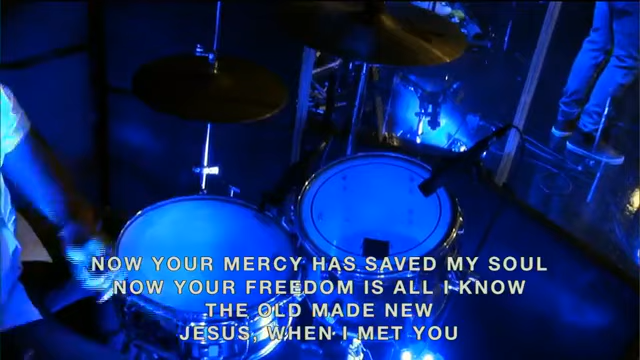 NOW YOUR MERCY HAS SAVED MY SOUL
NOW YOUR FREEDOM IS ALL I KNOW
THE OLD MADE NEW
JESUS, WHEN I MET YOU